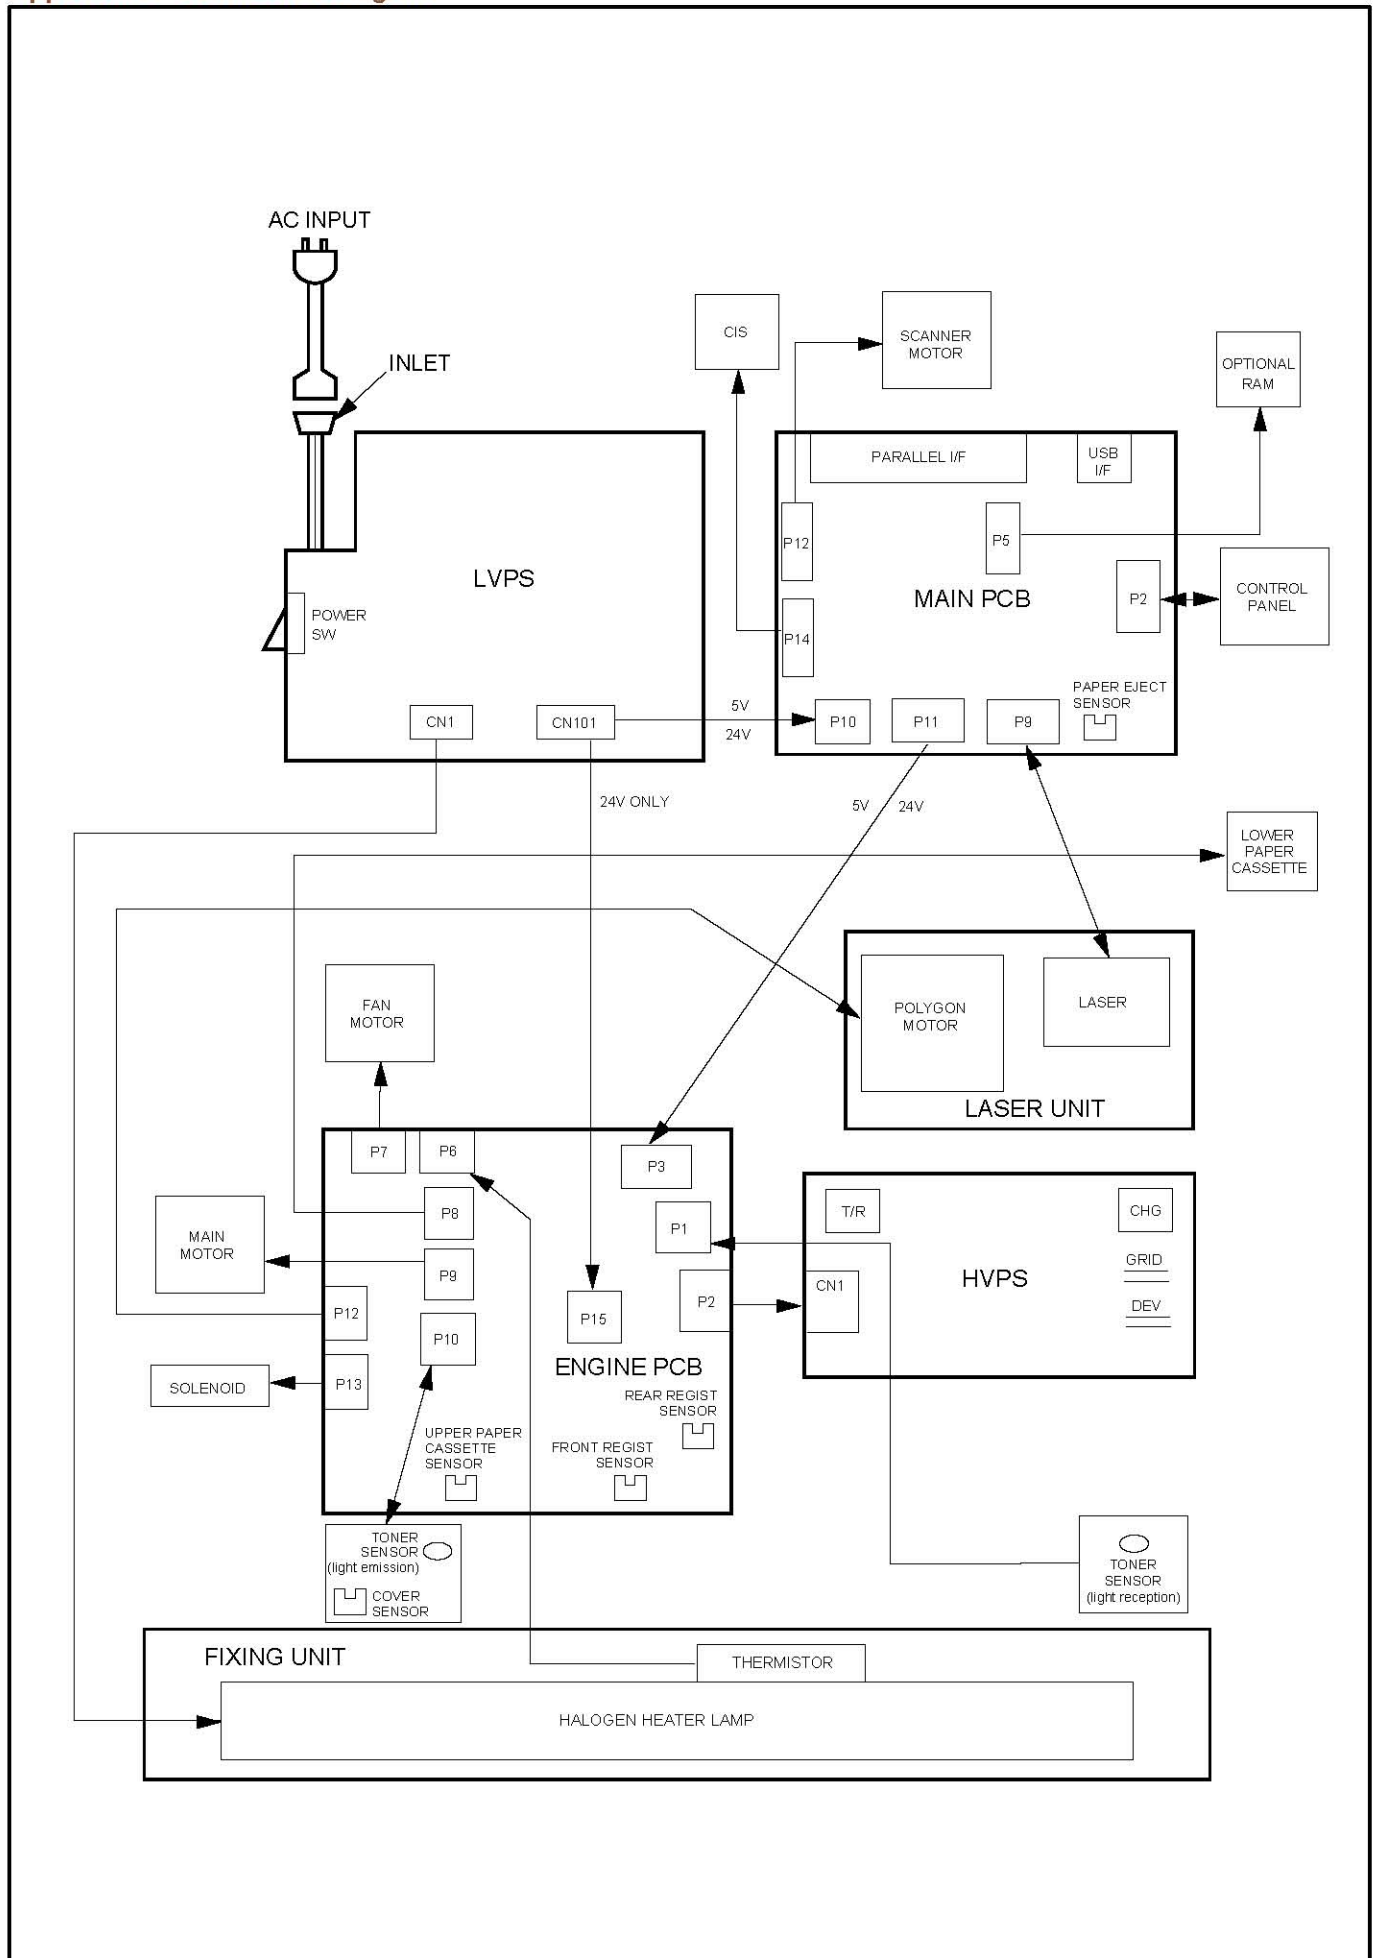 AC INPUT
INLET
CIS
SCANNER
MOTOR
OPTIONAL
RAM
PARALLEL I/F
USB
I/F
P12
P5
LVPS
MAIN PCB
P2
CONTROL
PANEL
POWER
SW
P14
PAPER EJECT
SENSOR
CN1
CN101
5V
24V
P10
P11
P9
24V ONLY
5V
24V
LOWER
PAPER
CASSETTE
FAN
MOTOR
POLYGON
MOTOR
LASER
LASER UNIT
P7
P6
P3
MAIN
MOTOR
P8
P1
T/R
CHG
P9
GRID
HVPS
CN1
DEV
P12
P10
P15
P2
ENGINE PCB
SOLENOID
P13
REAR REGIST
SENSOR
UPPER PAPER
CASSETTE
SENSOR
FRONT REGIST
SENSOR
TONER
SENSOR
(light emission)
COVER
SENSOR
TONER
SENSOR
(light reception)
FIXING UNIT
THERMISTOR
HALOGEN HEATER LAMP